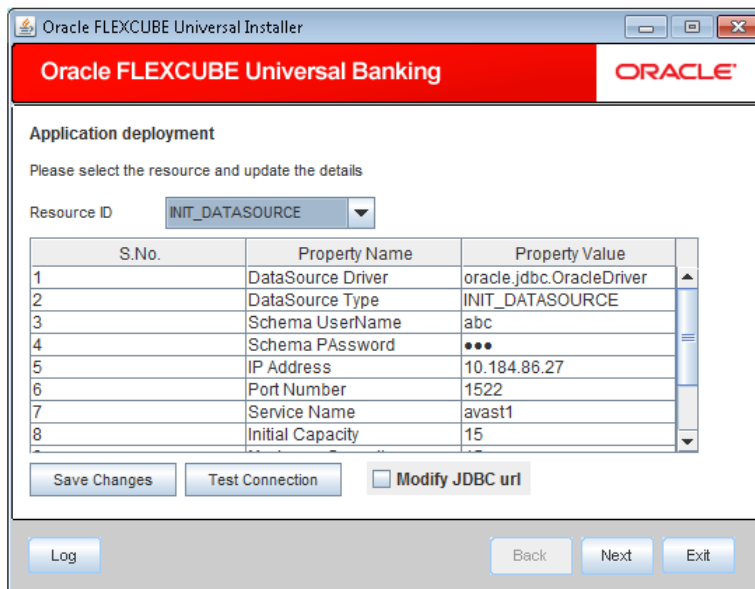 Oracle FLEXCUBE Universal Installer
Oracle FLEXCUBE Universal Banking ORACLE
Application deployment
Please select the resource and update the details
Resource ID INIT_DATASOURCE
S.No. Property Name Property Value
1 DataSource Driver oracle.jdbc.OracleDriver
2 DataSource Type INIT_DATASOURCE
3 Schema UserName abc
4 Schema PAssword ●●●
5 IP Address 10.184.86.27
6 Port Number 1522
7 Service Name avast1
8 Initial Capacity 15
Save Changes Test Connection Modify JDBC url
Log Back Next Exit